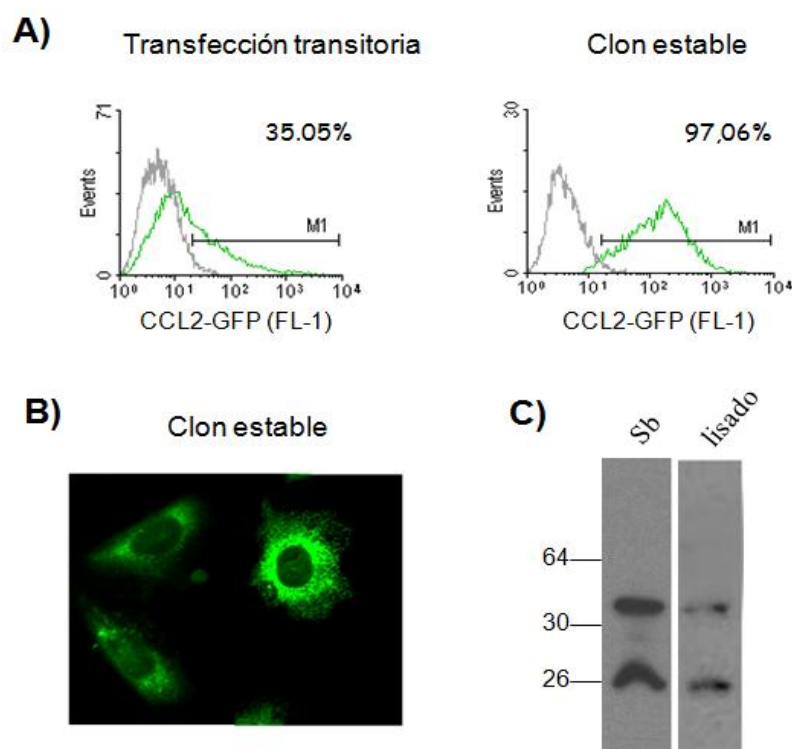 A)
Transfección transitoria
71
35.05%
Events
M1
0
10⁰ 10¹ 10² 10³ 10⁴
CCL2-GFP (FL-1)
Clon estable
30
97,06%
Events
M1
0
10⁰ 10¹ 10² 10³ 10⁴
CCL2-GFP (FL-1)
B)
Clon estable
C)
Sb
lisado
64
30
26